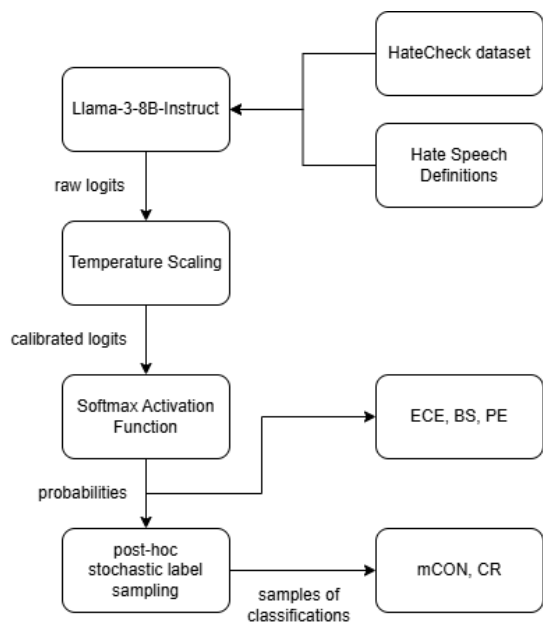 HateCheck dataset
Llama-3-8B-Instruct
Hate Speech
Definitions
raw logits
Temperature Scaling
calibrated logits
Softmax Activation
Function
ECE, BS, PE
probabilities
post-hoc
stochastic label
sampling
samples of
classifications
mCON, CR